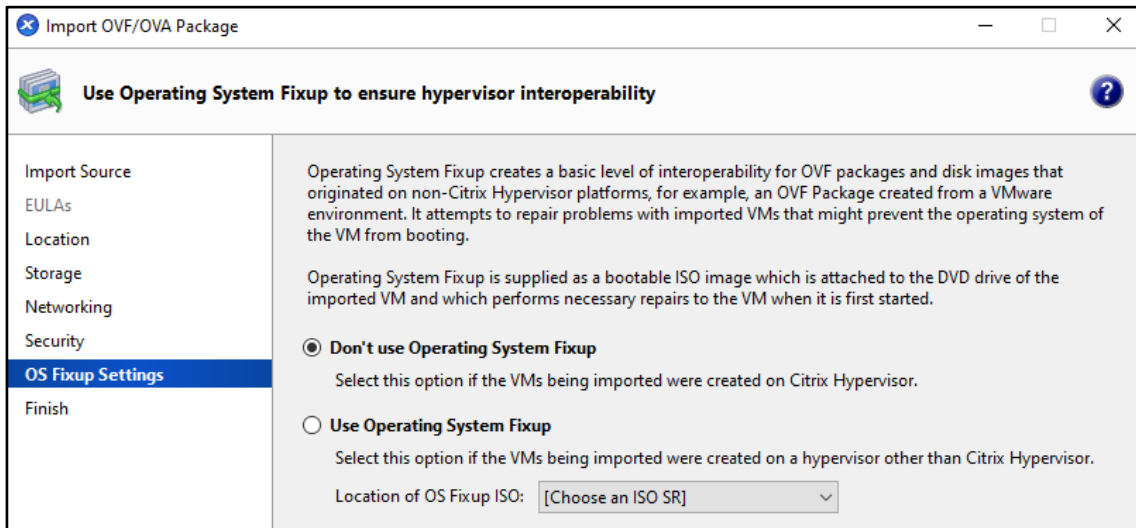 Import OVF/OVA Package
Use Operating System Fixup to ensure hypervisor interoperability
Import Source
EULAs
Location
Storage
Networking
Security
OS Fixup Settings
Finish
Operating System Fixup creates a basic level of interoperability for OVF packages and disk images that
originated on non-Citrix Hypervisor platforms, for example, an OVF Package created from a VMware
environment. It attempts to repair problems with imported VMs that might prevent the operating system of
the VM from booting.
Operating System Fixup is supplied as a bootable ISO image which is attached to the DVD drive of the
imported VM and which performs necessary repairs to the VM when it is first started.
Don't use Operating System Fixup
Select this option if the VMs being imported were created on Citrix Hypervisor.
Use Operating System Fixup
Select this option if the VMs being imported were created on a hypervisor other than Citrix Hypervisor.
Location of OS Fixup ISO: [Choose an ISO SR]